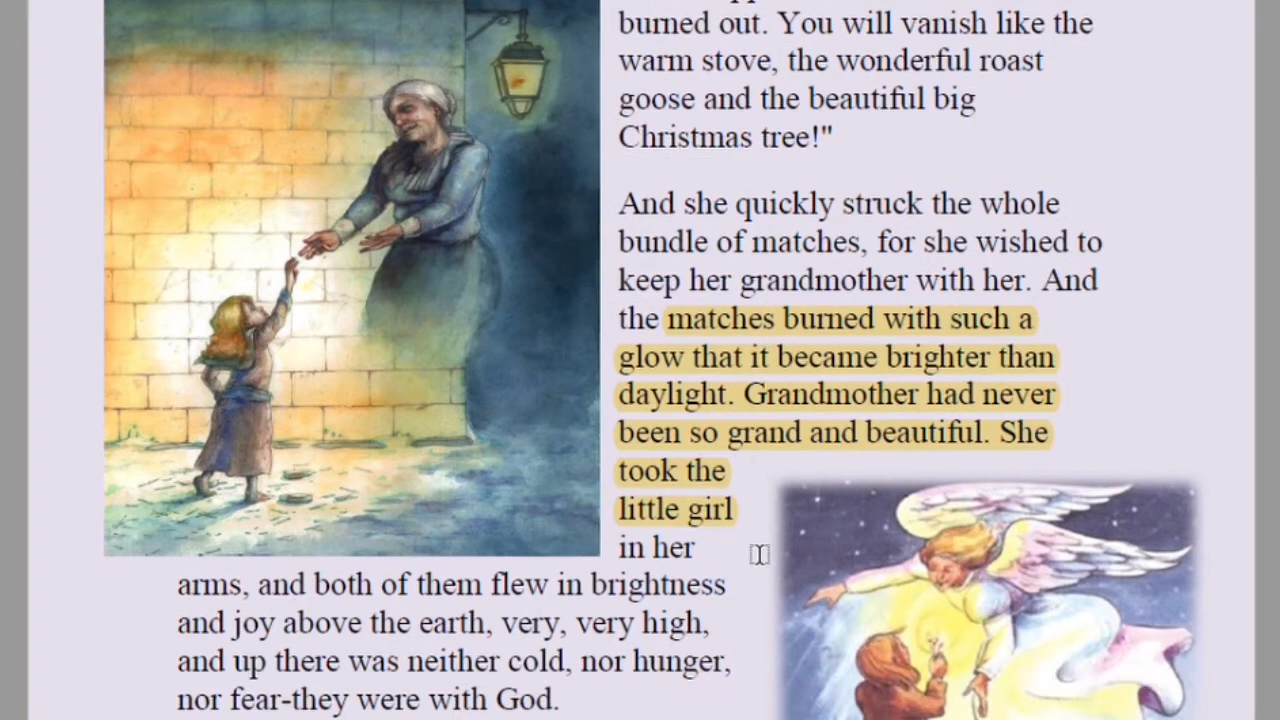 burned out. You will vanish like the
warm stove, the wonderful roast
goose and the beautiful big
Christmas tree!"
And she quickly struck the whole
bundle of matches, for she wished to
keep her grandmother with her. And
the matches burned with such a
glow that it became brighter than
daylight. Grandmother had never
been so grand and beautiful. She
took the
little girl
in her
arms, and both of them flew in brightness
and joy above the earth, very, very high,
and up there was neither cold, nor hunger,
nor fear-they were with God.